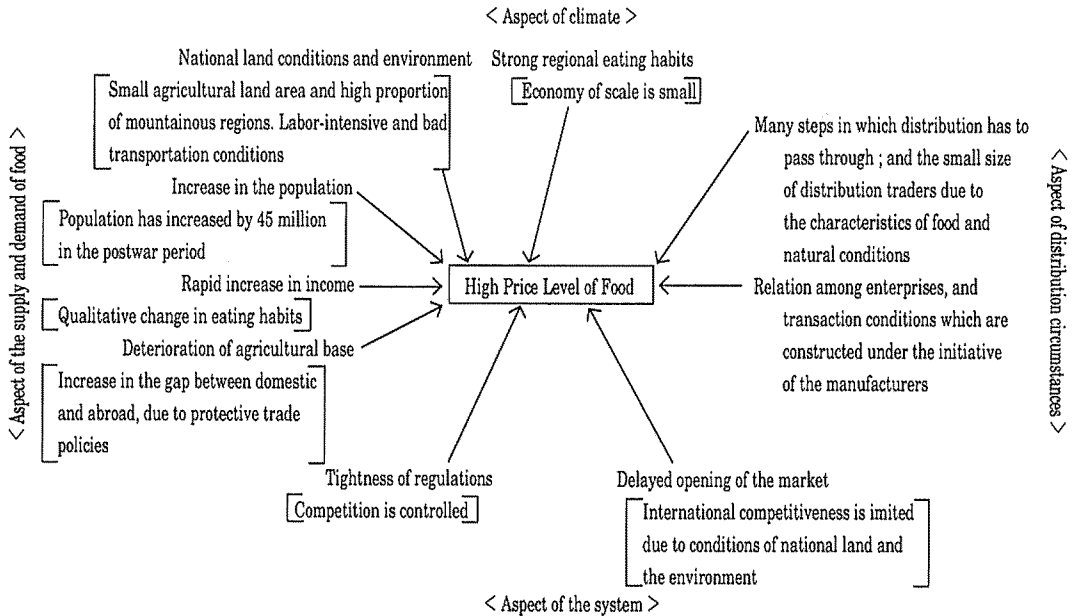 < Aspect of climate >
National land conditions and environment
Small agricultural land area and high proportion
of mountainous regions. Labor-intensive and bad
transportation conditions
Strong regional eating habits
Economy of scale is small
< Aspect of the supply and demand of food >
Increase in the population
Population has increased by 45 million
in the postwar period
Rapid increase in income
Qualitative change in eating habits
Deterioration of agricultural base
Increase in the gap between domestic
and abroad, due to protective trade
policies
High Price Level of Food
Many steps in which distribution has to
pass through ; and the small size
of distribution traders due to
the characteristics of food and
natural conditions
Relation among enterprises, and
transaction conditions which are
constructed under the initiative
of the manufacturers
< Aspect of distribution circumstances >
Tightness of regulations
Competition is controlled
Delayed opening of the market
International competitiveness is imited
due to conditions of national land and
the environment
< Aspect of the system >